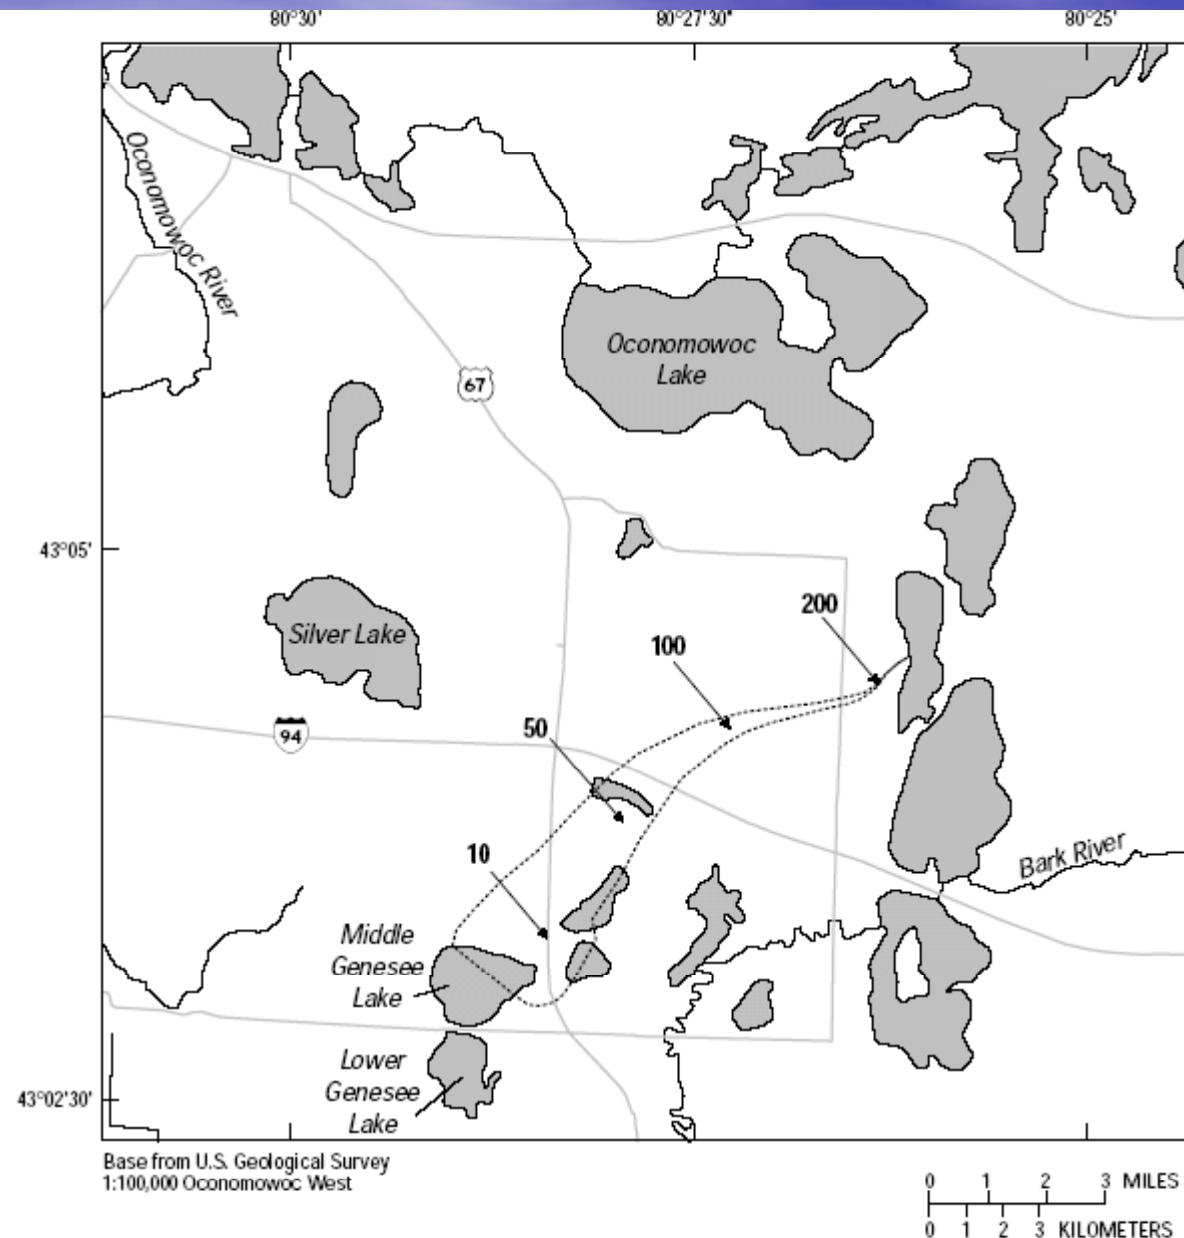 80°30'
80°27'30"
80°25'
Oconomowoc River
Oconomowoc
Lake
67
43°05'
200
Silver Lake
100
50
94
10
Bark River
Middle
Genesee
Lake
Lower
Genesee
Lake
43°02'30'
Base from U.S. Geological Survey
1:100,000 Oconomowoc West
0 1 2 3 MILES
0 1 2 3 KILOMETERS